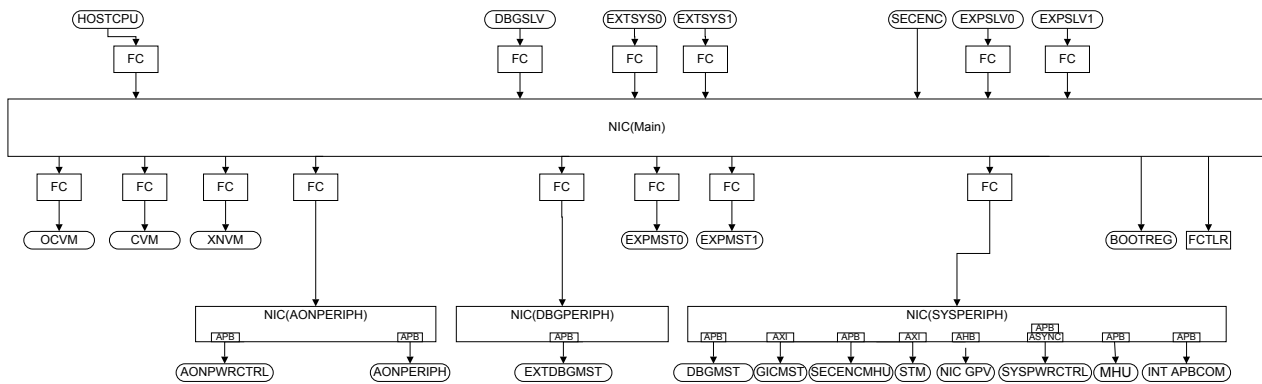 HOSTCPU DBGSLV EXTSYS0 EXTSYS1 SECENC EXPSLV0 EXPSLV1
FC FC FC FC FC FC
NIC(Main)
FC FC FC FC FC FC FC FC
OCVM CVM XNVM EXPMST0 EXPMST1 BOOTREG FCTLR
NIC(AONPERIPH) NIC(DBGPERIPH) NIC(SYSPERIPH)
APB
APB APB APB APB AXI APB AXI AHB ASYNC APB APB
AONPWRCTRL AONPERIPH EXTDBGMST DBGMST GICMST SECENCMHU STM NIC GPV SYSPWRCTRL MHU INT APBCOM